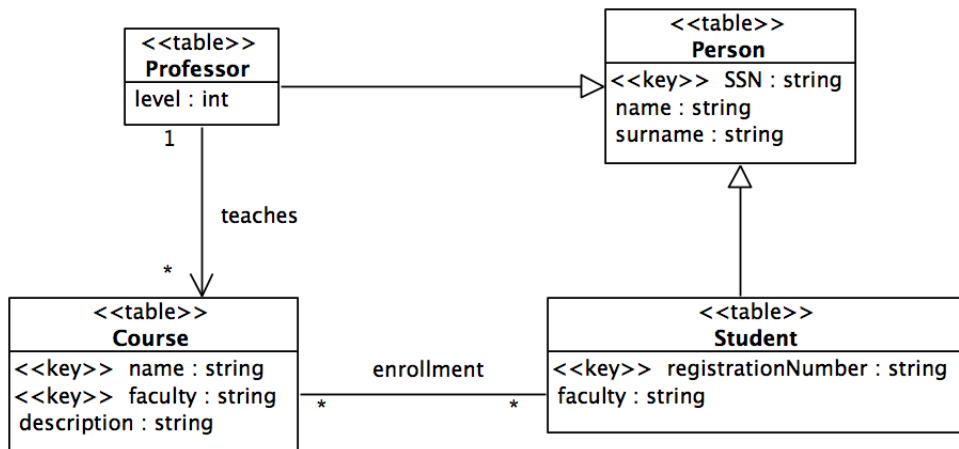 <<table>>
Professor
level : int
<<table>>
Person
<<key>> SSN : string
name : string
surname : string
1
teaches
*
<<table>>
Course
<<key>> name : string
<<key>> faculty : string
description : string
enrollment
*
*
<<table>>
Student
<<key>> registrationNumber : string
faculty : string